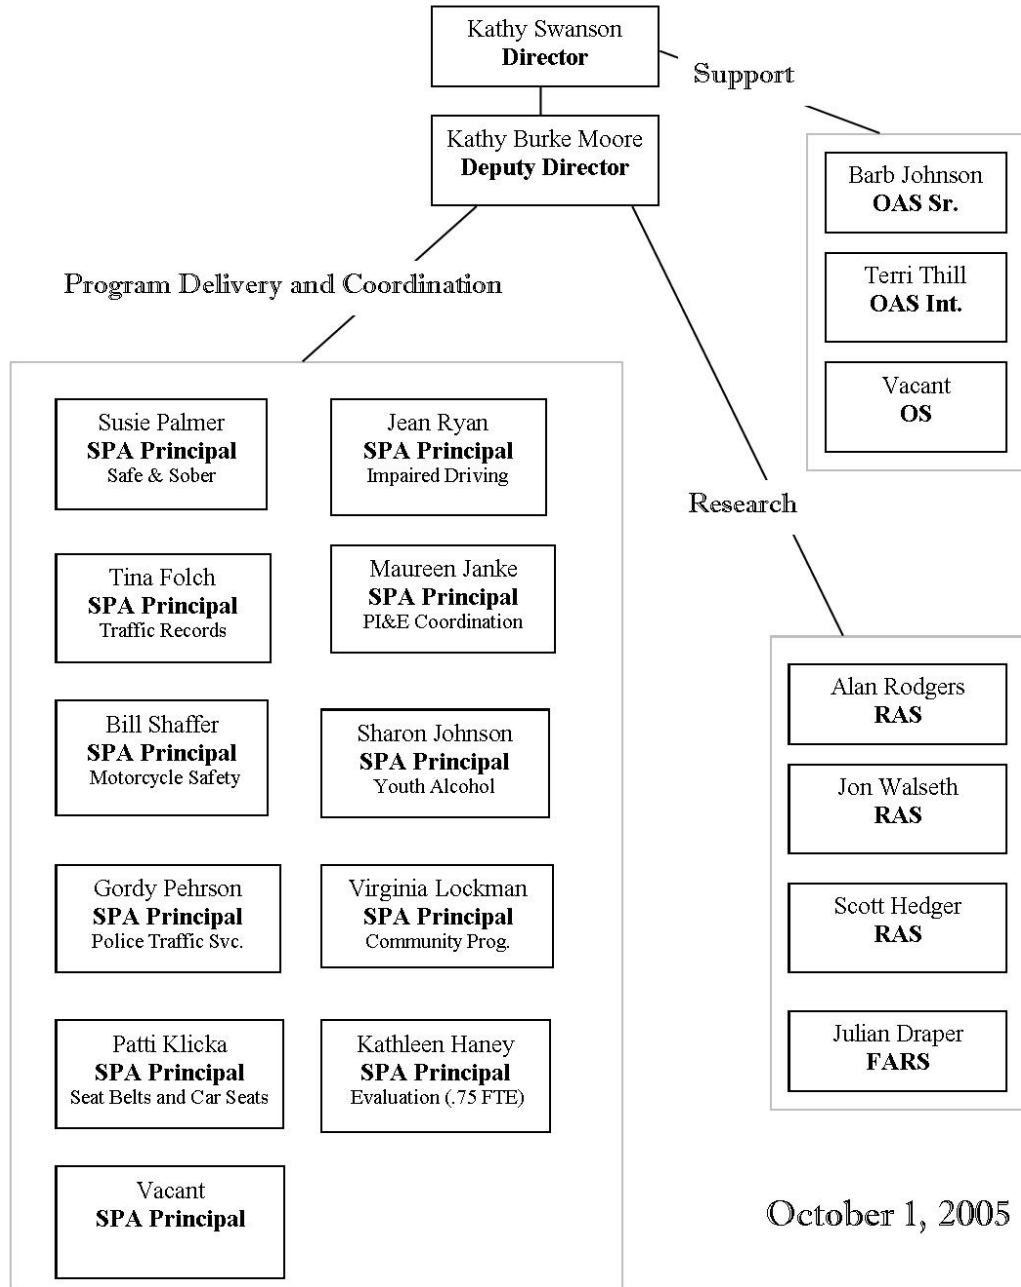 Kathy Swanson
Director
Support
Kathy Burke Moore
Deputy Director
Barb Johnson
OAS Sr.
Terri Thill
OAS Int.
Vacant
OS
Program Delivery and Coordination
Susie Palmer
SPA Principal
Safe & Sober
Jean Ryan
SPA Principal
Impaired Driving
Tina Folch
SPA Principal
Traffic Records
Maureen Janke
SPA Principal
PI&E Coordination
Bill Shaffer
SPA Principal
Motorcycle Safety
Sharon Johnson
SPA Principal
Youth Alcohol
Gordy Pehrson
SPA Principal
Police Traffic Svc.
Virginia Lockman
SPA Principal
Community Prog.
Patti Klicka
SPA Principal
Seat Belts and Car Seats
Kathleen Haney
SPA Principal
Evaluation (.75 FTE)
Vacant
SPA Principal
Research
Alan Rodgers
RAS
Jon Walseth
RAS
Scott Hedger
RAS
Julian Draper
FARS
October 1, 2005